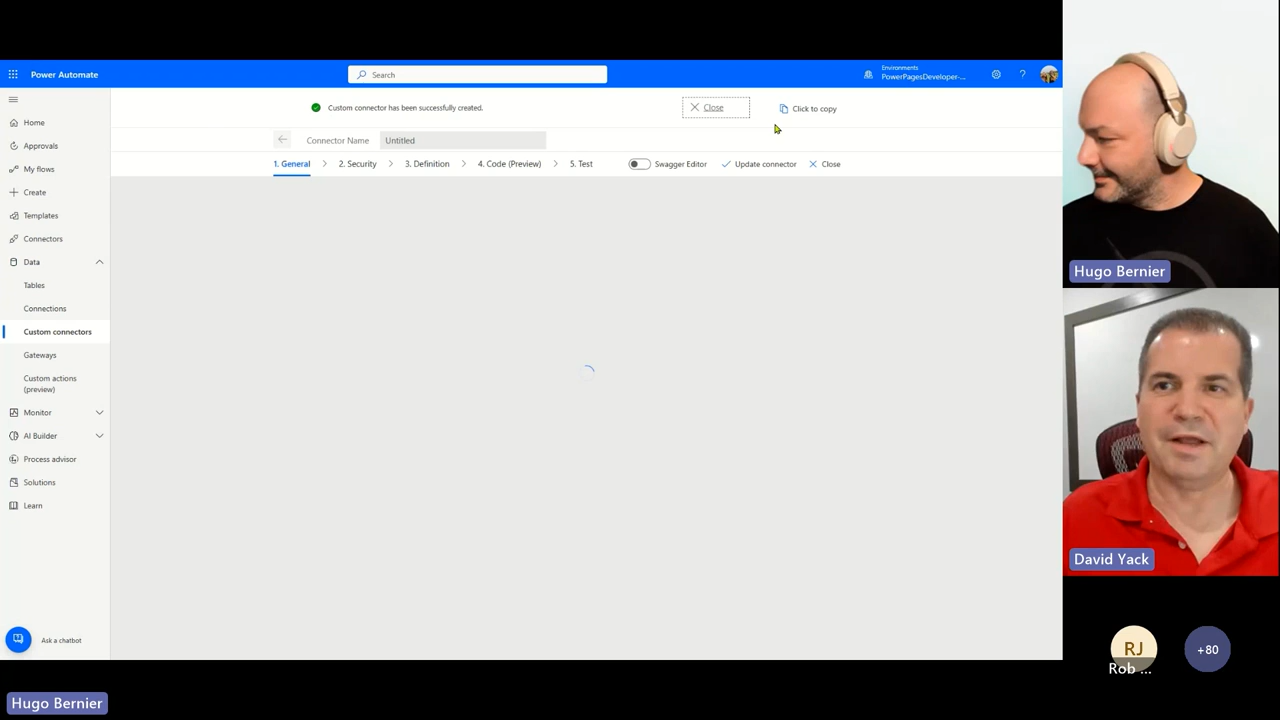 Power Automate
Search
Environments
PowerPagesDeveloper-...
?
Custom connector has been successfully created.
Close
Click to copy
Connector Name
Untitled
1. General
2. Security
3. Definition
4. Code (Preview)
5. Test
Swagger Editor
Update connector
Close
Home
Approvals
My flows
Create
Templates
Connectors
Data
Tables
Connections
Custom connectors
Gateways
Custom actions
(preview)
Monitor
AI Builder
Process advisor
Solutions
Learn
Ask a chatbot
Hugo Bernier
David Yack
RJ
Rob ...
+80
Hugo Bernier